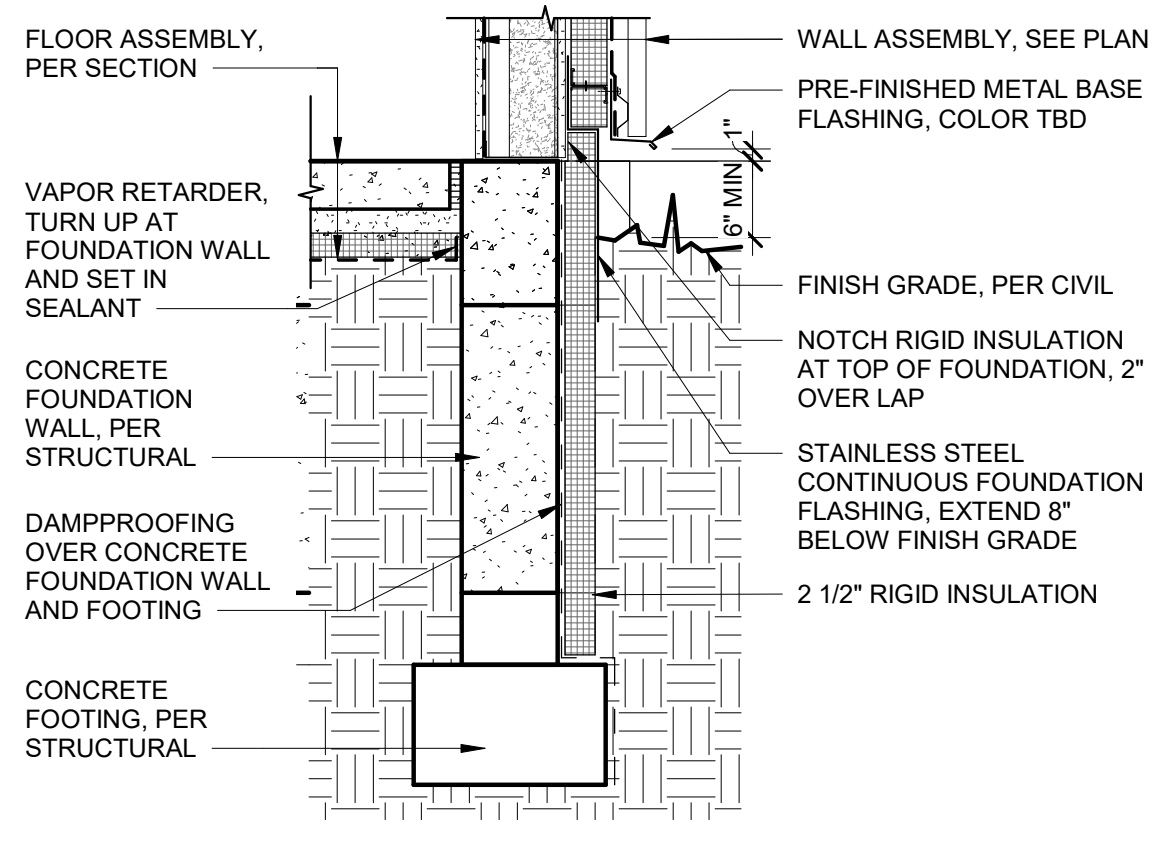 FLOOR ASSEMBLY,
PER SECTION
VAPOR RETARDER,
TURN UP AT
FOUNDATION WALL
AND SET IN
SEALANT
CONCRETE
FOUNDATION
WALL, PER
STRUCTURAL
DAMPPROOFING
OVER CONCRETE
FOUNDATION WALL
AND FOOTING
CONCRETE
FOOTING, PER
STRUCTURAL
WALL ASSEMBLY, SEE PLAN
PRE-FINISHED METAL BASE
FLASHING, COLOR TBD
1"
6" MIN
FINISH GRADE, PER CIVIL
NOTCH RIGID INSULATION
AT TOP OF FOUNDATION, 2"
OVER LAP
STAINLESS STEEL
CONTINUOUS FOUNDATION
FLASHING, EXTEND 8"
BELOW FINISH GRADE
2 1/2" RIGID INSULATION